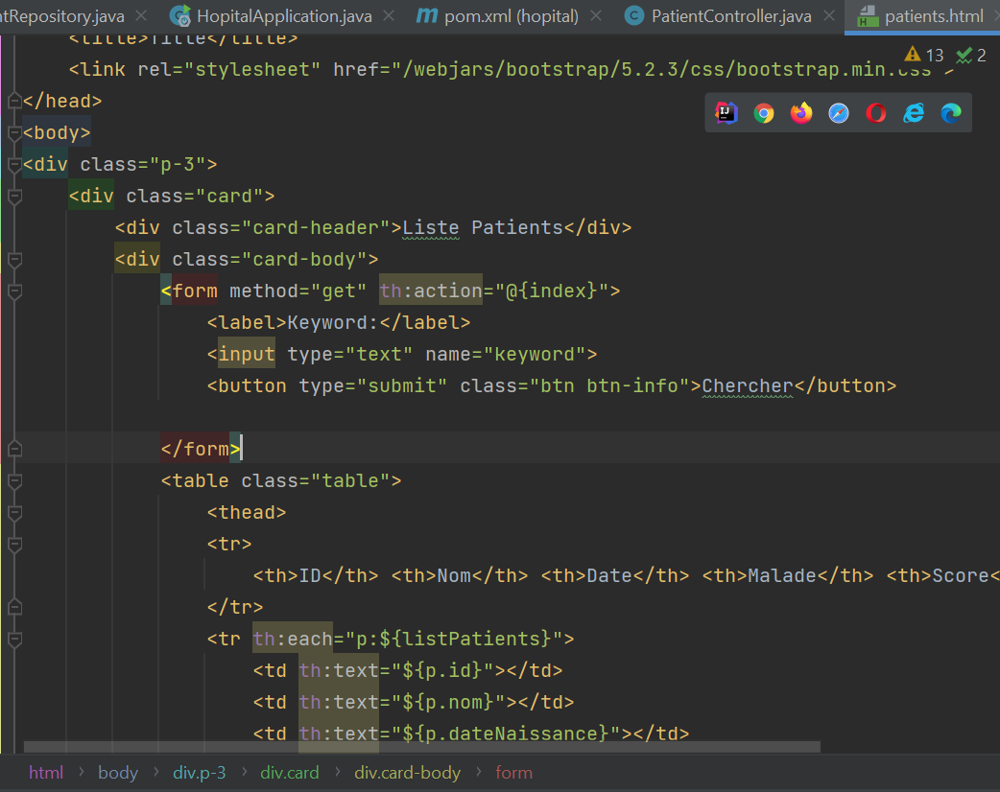 ntRepository.java HopitalApplication.java pom.xml (hopital) PatientController.java patients.html
<title>Title</title>
<link rel="stylesheet" href="/webjars/bootstrap/5.2.3/css/bootstrap.min.css">
13 2
</head>
<body>
<div class="p-3">
<div class="card">
<div class="card-header">Liste Patients</div>
<div class="card-body">
<form method="get" th:action="@{index}">
<label>Keyword:</label>
<input type="text" name="keyword">
<button type="submit" class="btn btn-info">Chercher</button>
</form>
<table class="table">
<thead>
<tr>
<th>ID</th> <th>Nom</th> <th>Date</th> <th>Malade</th> <th>Score<
</tr>
<tr th:each="p:${listPatients}">
<td th:text="${p.id}"></td>
<td th:text="${p.nom}"></td>
<td th:text="${p.dateNaissance}"></td>
html › body › div.p-3 › div.card › div.card-body › form